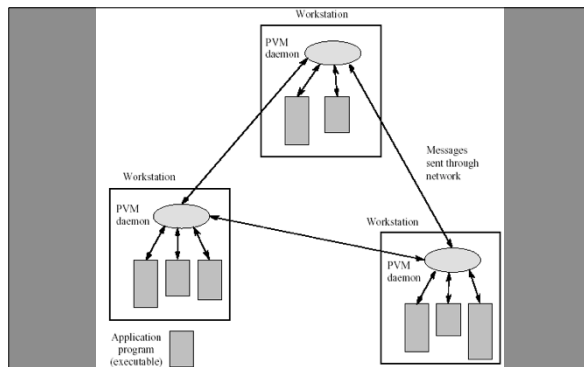 Workstation
PVM
daemon
Messages
sent through
network
Workstation
PVM
daemon
Workstation
PVM
daemon
Application
program
(executable)